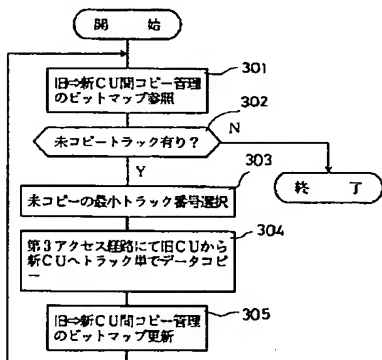 開 始
301
旧⇒新CU間コピー管理
のビットマップ参照
302
未コピートラック有り?
N
Y
303
未コピーの最小トラック番号選択
終 了
304
第3アクセス経路にて旧CUから
新CUへトラック単でデータコ
ピー
305
旧⇒新CU間コピー管理
のビットマップ更新